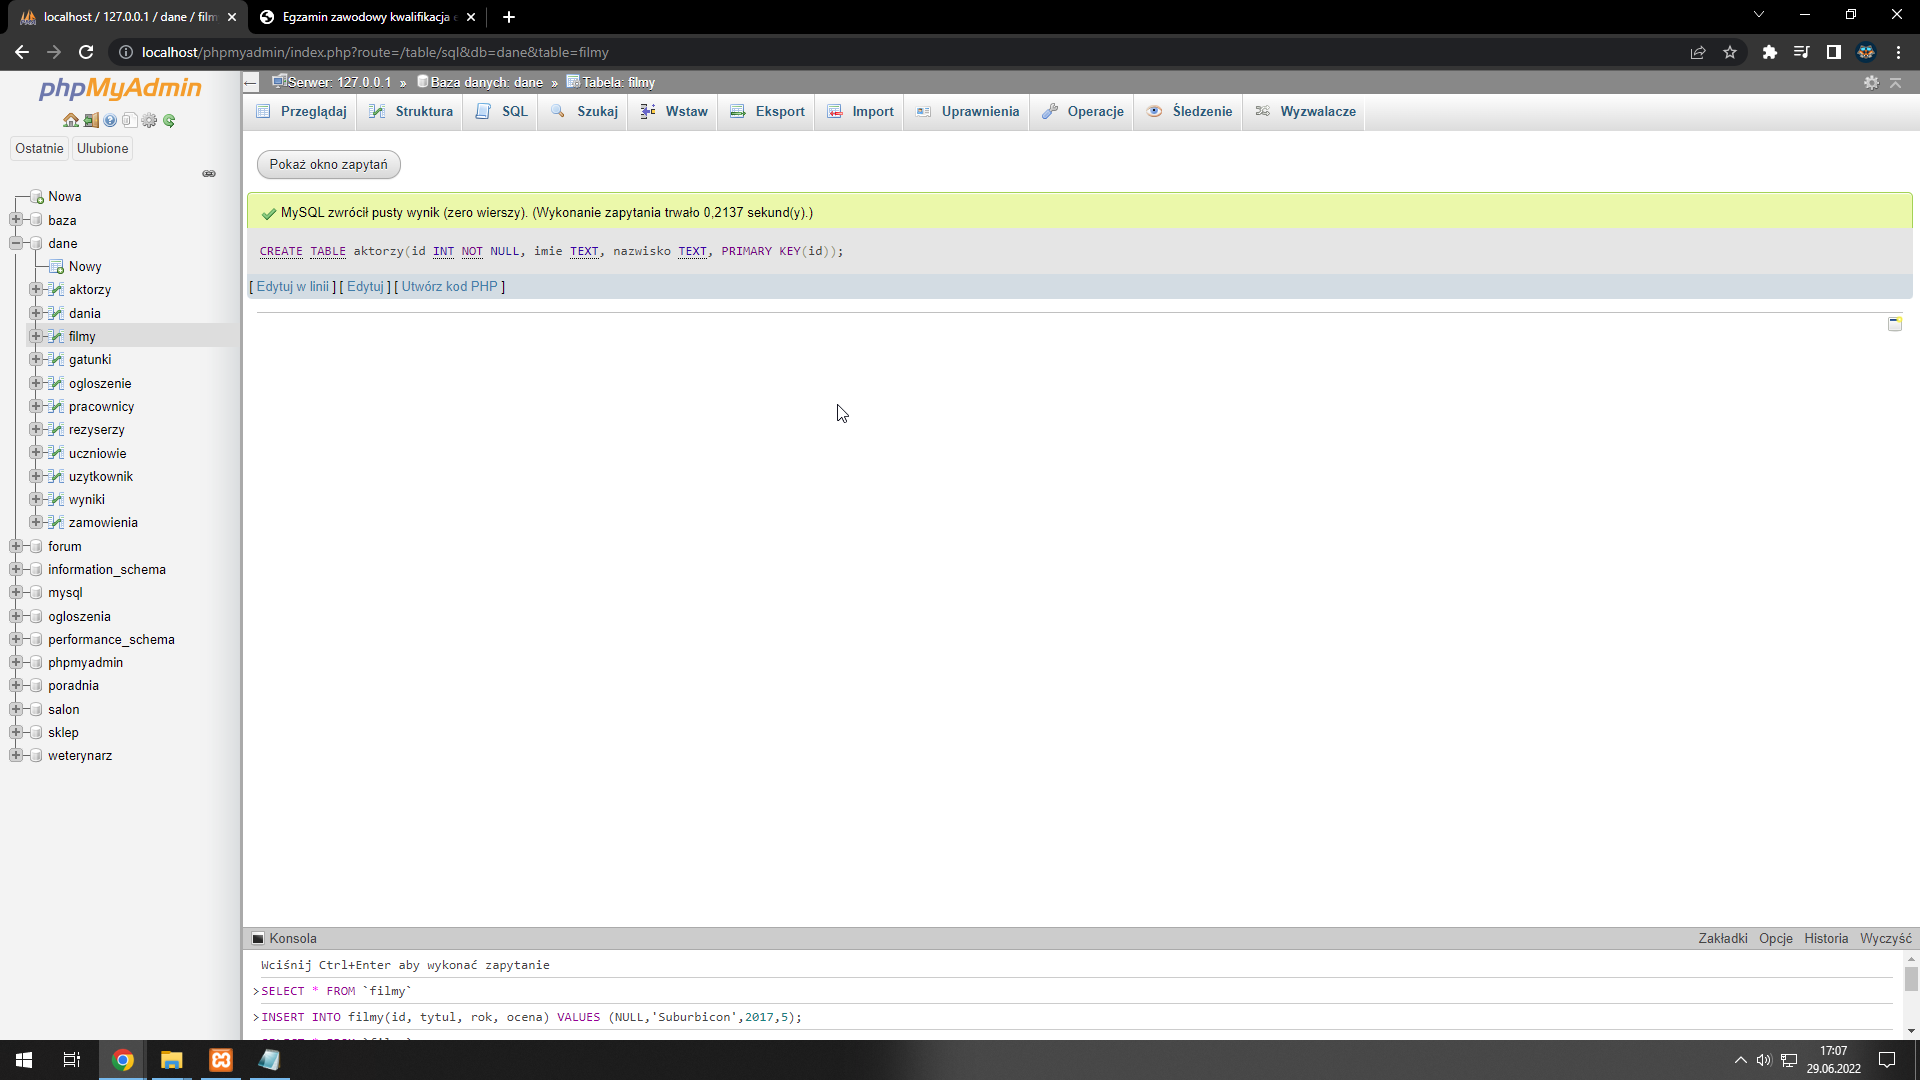 localhost / 127.0.0.1 / dane / film
Egzamin zawodowy kwalifikacja
localhost/phpmyadmin/index.php?route=/table/sql&db=dane&table=filmy
phpMyAdmin
Ostatnie Ulubione
Nowa
baza
dane
Nowy
aktorzy
dania
filmy
gatunki
ogloszenie
pracownicy
rezyserzy
uczniowie
uzytkownik
wyniki
zamowienia
forum
information_schema
mysql
ogloszenia
performance_schema
phpmyadmin
poradnia
salon
sklep
weterynarz
Serwer: 127.0.0.1 » Baza danych: dane » Tabela: filmy
Przeglądaj Struktura SQL Szukaj Wstaw Eksport Import Uprawnienia Operacje Śledzenie Wyzwalacze
Pokaż okno zapytań
MySQL zwrócił pusty wynik (zero wierszy). (Wykonanie zapytania trwało 0,2137 sekund(y).)
CREATE TABLE aktorzy(id INT NOT NULL, imie TEXT, nazwisko TEXT, PRIMARY KEY(id));
[ Edytuj w linii ] [ Edytuj ] [ Utwórz kod PHP ]
Konsola
Zakładki Opcje Historia Wyczyść
Wciśnij Ctrl+Enter aby wykonać zapytanie
>SELECT * FROM `filmy`
>INSERT INTO filmy(id, tytul, rok, ocena) VALUES (NULL,'Suburbicon',2017,5);
17:07
29.06.2022